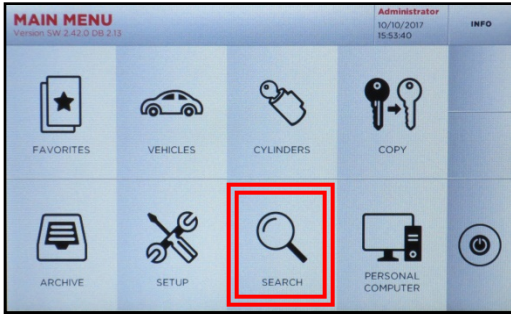 MAIN MENU
Version SW 2.42.0 DB 2.13
Administrator
10/10/2017
15:53:40
INFO
FAVORITES
VEHICLES
CYLINDERS
COPY
ARCHIVE
SETUP
SEARCH
PERSONAL
COMPUTER